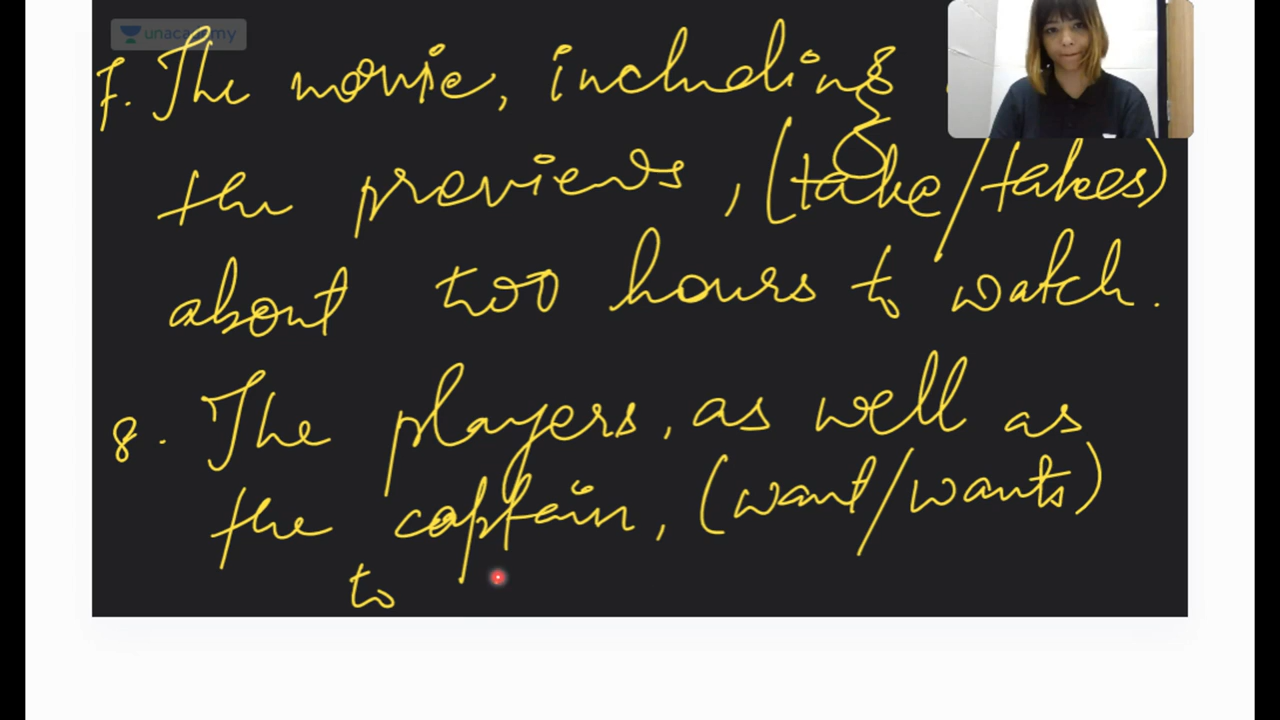 unacademy
7. The movie, including
the previews, (take/takes)
about two hours to watch.
8. The players, as well as
the captain, (want/wants)
to